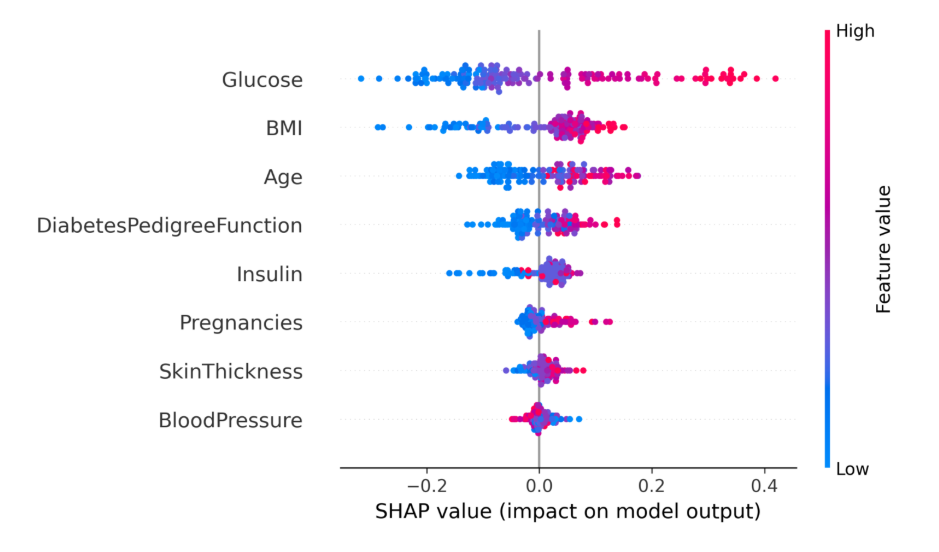 High
Glucose
BMI
Age
DiabetesPedigreeFunction
Insulin
Pregnancies
SkinThickness
BloodPressure
Feature value
Low
−0.2 0.0 0.2 0.4
SHAP value (impact on model output)